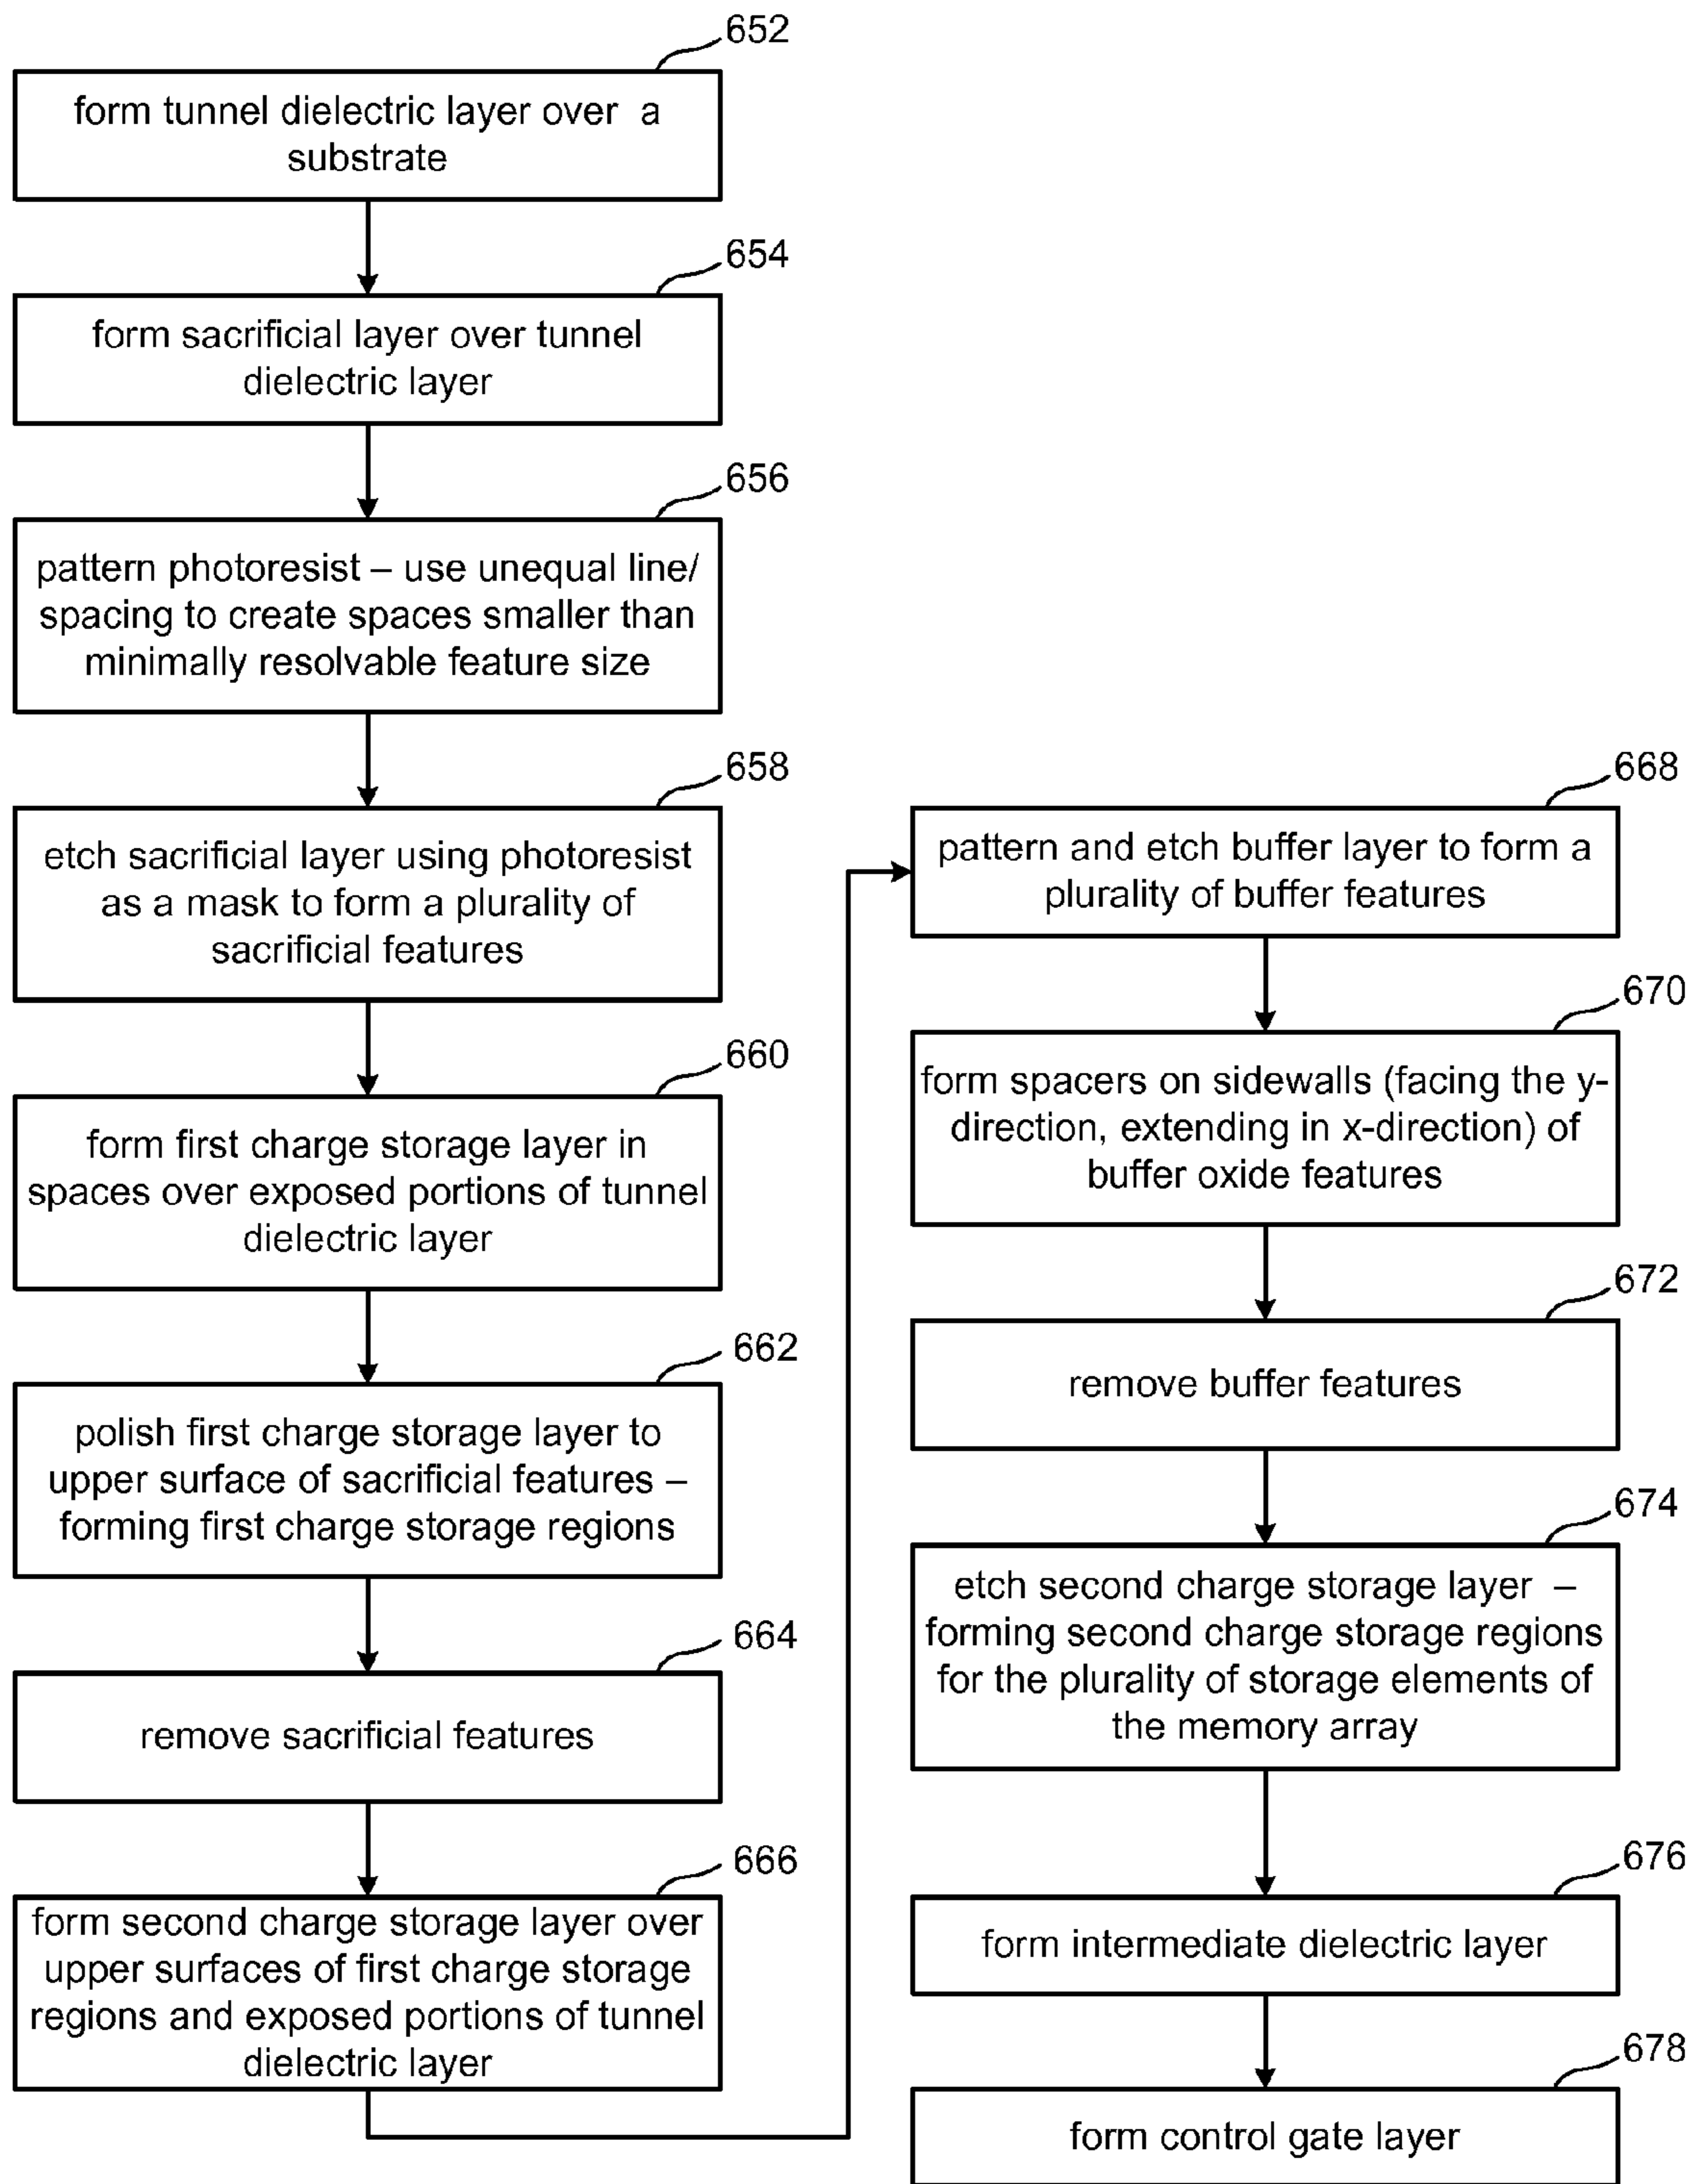 652
form tunnel dielectric layer over a
substrate
654
form sacrificial layer over tunnel
dielectric layer
656
pattern photoresist – use unequal line/
spacing to create spaces smaller than
minimally resolvable feature size
658
etch sacrificial layer using photoresist
as a mask to form a plurality of
sacrificial features
660
form first charge storage layer in
spaces over exposed portions of tunnel
dielectric layer
662
polish first charge storage layer to
upper surface of sacrificial features –
forming first charge storage regions
664
remove sacrificial features
666
form second charge storage layer over
upper surfaces of first charge storage
regions and exposed portions of tunnel
dielectric layer
668
pattern and etch buffer layer to form a
plurality of buffer features
670
form spacers on sidewalls (facing the y-
direction, extending in x-direction) of
buffer oxide features
672
remove buffer features
674
etch second charge storage layer –
forming second charge storage regions
for the plurality of storage elements of
the memory array
676
form intermediate dielectric layer
678
form control gate layer